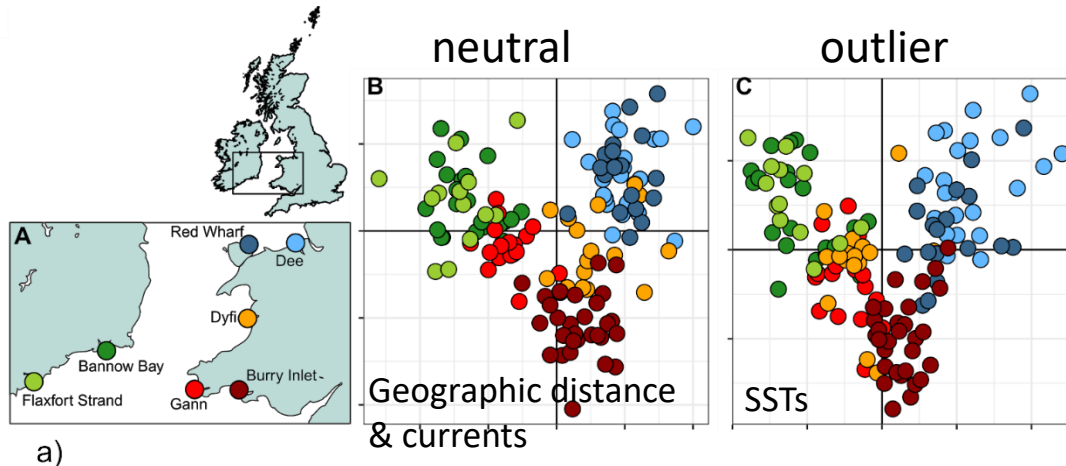 neutral
outlier
A
Red Wharf
Dee
Dyfi
Bannow Bay
Flaxfort Strand
Gann
Burry Inlet
B
Geographic distance
& currents
C
SSTs
a)